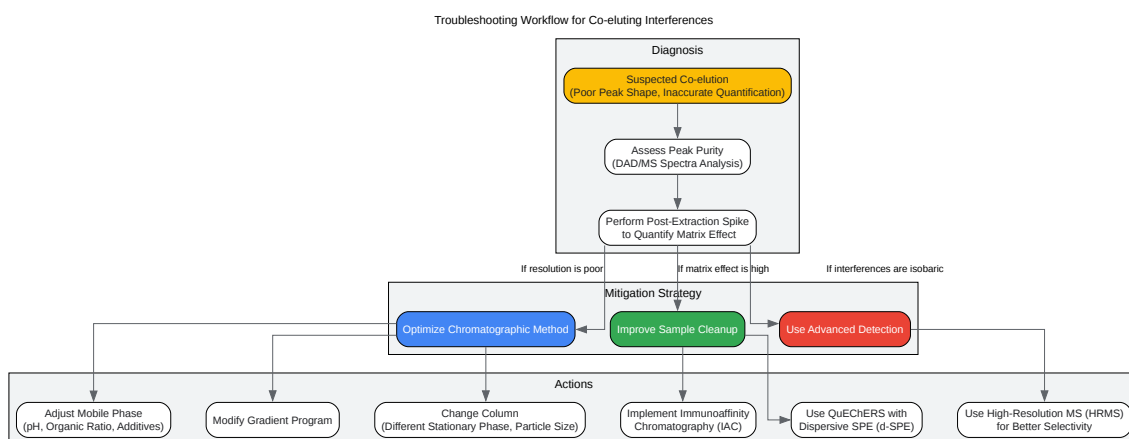 Troubleshooting Workflow for Co-eluting Interferences
Diagnosis
Suspected Co-elution
(Poor Peak Shape, Inaccurate Quantification)
Assess Peak Purity
(DAD/MS Spectra Analysis)
Perform Post-Extraction Spike
to Quantify Matrix Effect
If resolution is poor
If matrix effect is high
If interferences are isobaric
Mitigation Strategy
Optimize Chromatographic Method
Improve Sample Cleanup
Use Advanced Detection
Actions
Adjust Mobile Phase
(pH, Organic Ratio, Additives)
Modify Gradient Program
Change Column
(Different Stationary Phase, Particle Size)
Implement Immunoaffinity
Chromatography (IAC)
Use QuEChERS with
Dispersive SPE (d-SPE)
Use High-Resolution MS (HRMS)
for Better Selectivity